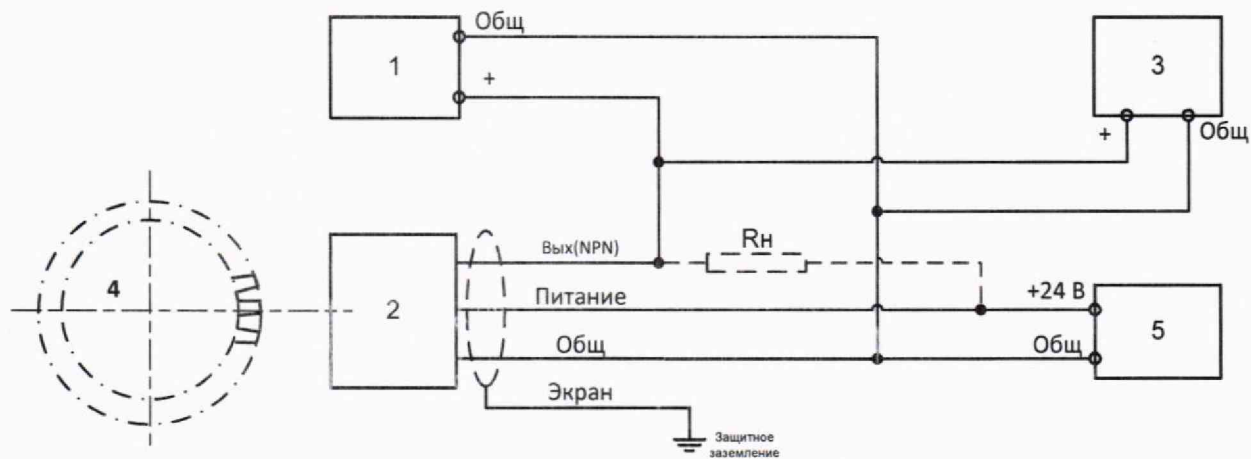 Общ
1
+
3
+
Общ
4
Вых(NPN)
Rн
2
Питание
+24 В
5
Общ
Общ
Экран
Защитное
заземление